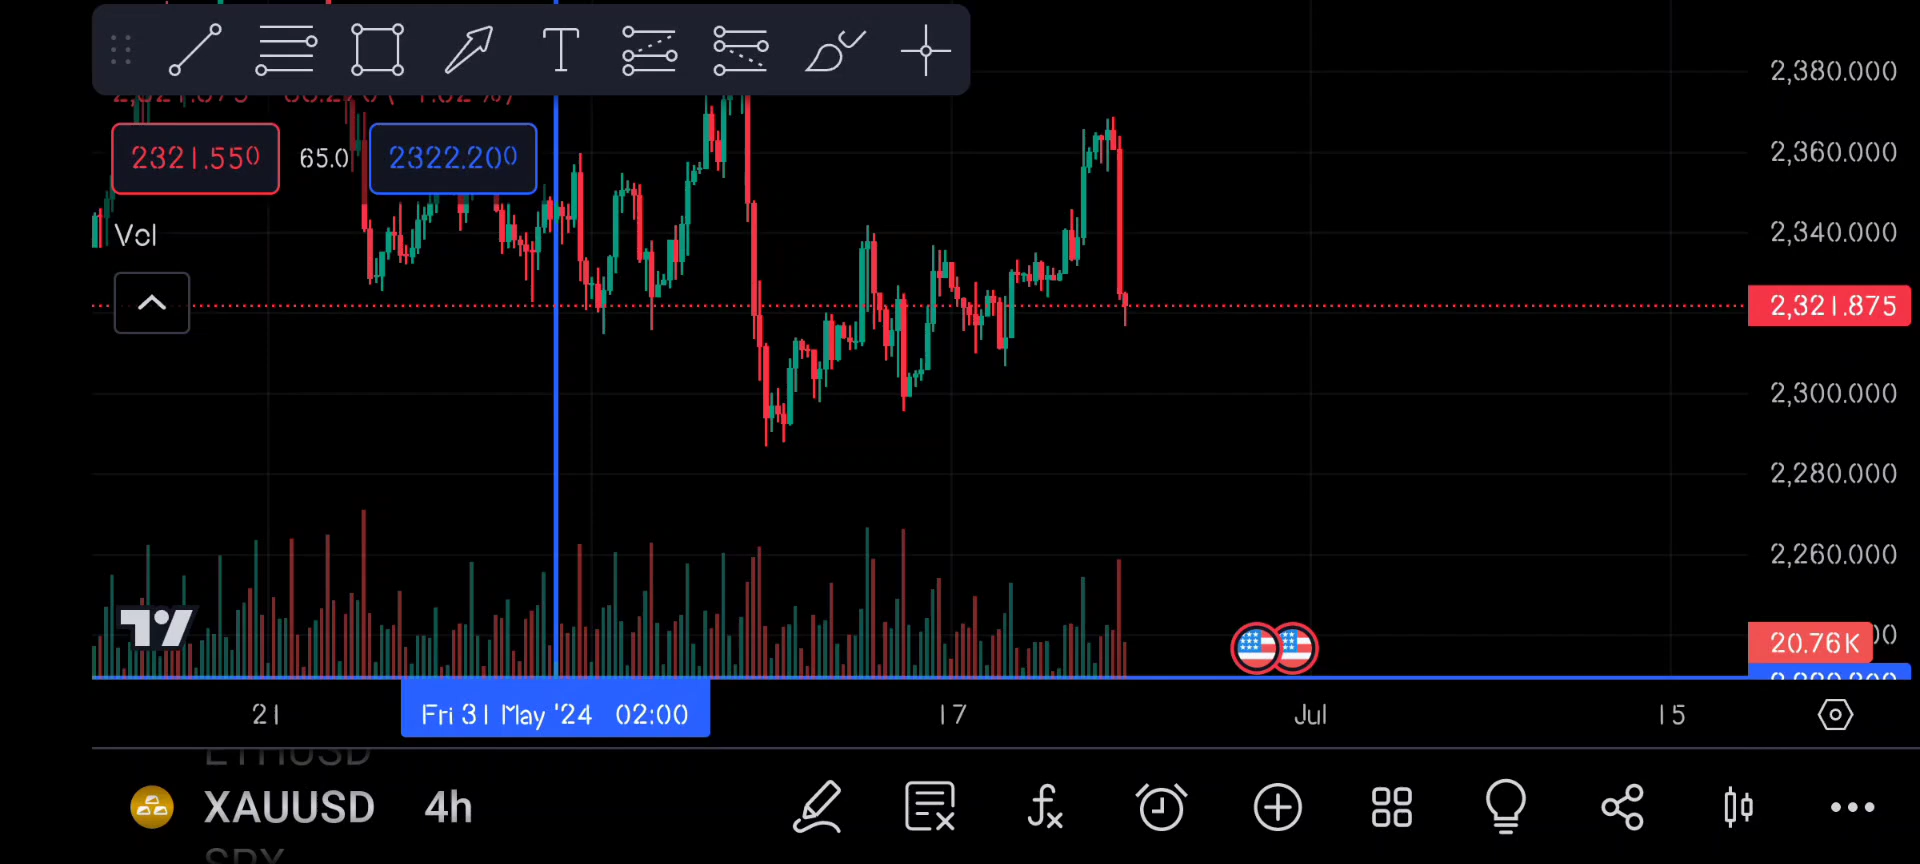 T
2,380.000
2321.550 65.0 2322.200
2,360.000
Vol
2,340.000
2,321.875
2,300.000
2,280.000
2,260.000
20.76K
21 Fri 31 May '24 02:00 17 Jul 15
ETHUSD
XAUUSD 4h
SPX